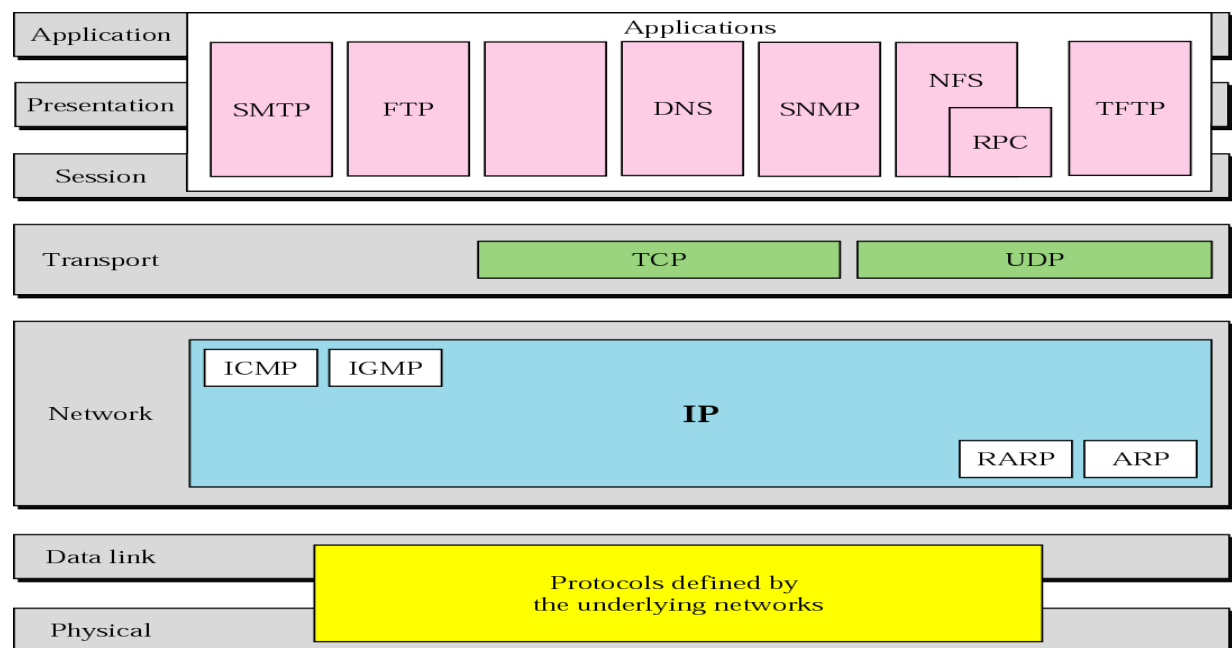 Application
Applications
Presentation
SMTP
FTP
DNS
SNMP
NFS
RPC
TFTP
Session
Transport
TCP
UDP
Network
ICMP
IGMP
IP
RARP
ARP
Data link
Protocols defined by
the underlying networks
Physical